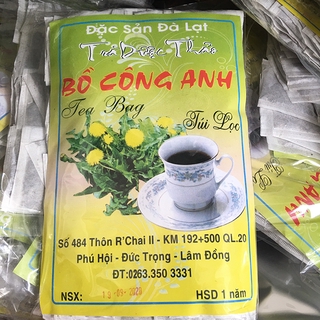 Đặc Sản Đà Lạt
Trà Dược Thảo
BỒ CÔNG ANH
Tea Bag
Túi Lọc
Số 484 Thôn R'Chai II - KM 192+500 QL.20
Phú Hội - Đức Trọng - Lâm Đồng
ĐT:0263.350 3331
NSX:
-09-2020
HSD 1 năm